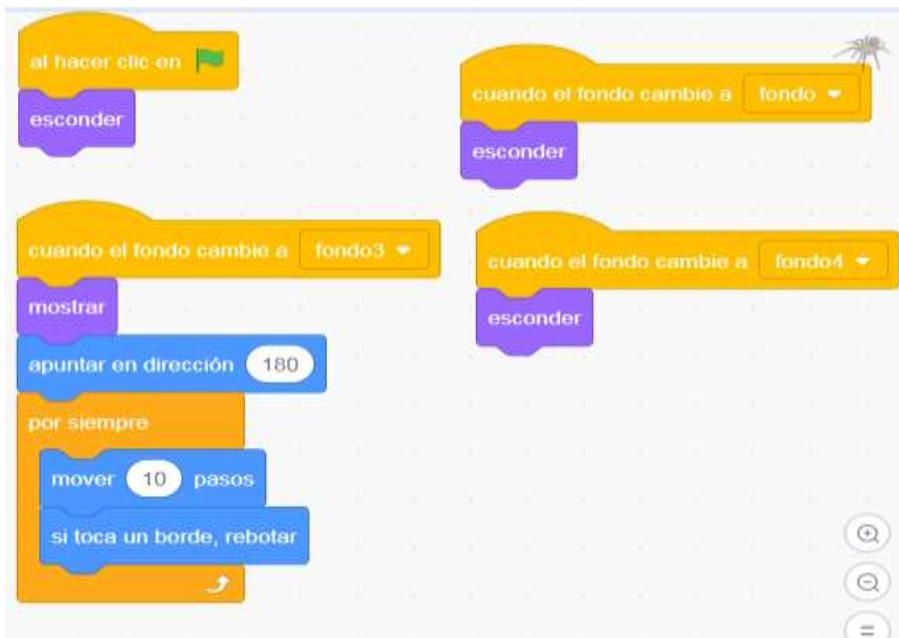 al hacer clic en
esconder
cuando el fondo cambie a fondo
esconder
cuando el fondo cambie a fondo3
mostrar
apuntar en dirección 180
por siempre
mover 10 pasos
si toca un borde, rebotar
cuando el fondo cambie a fondo4
esconder